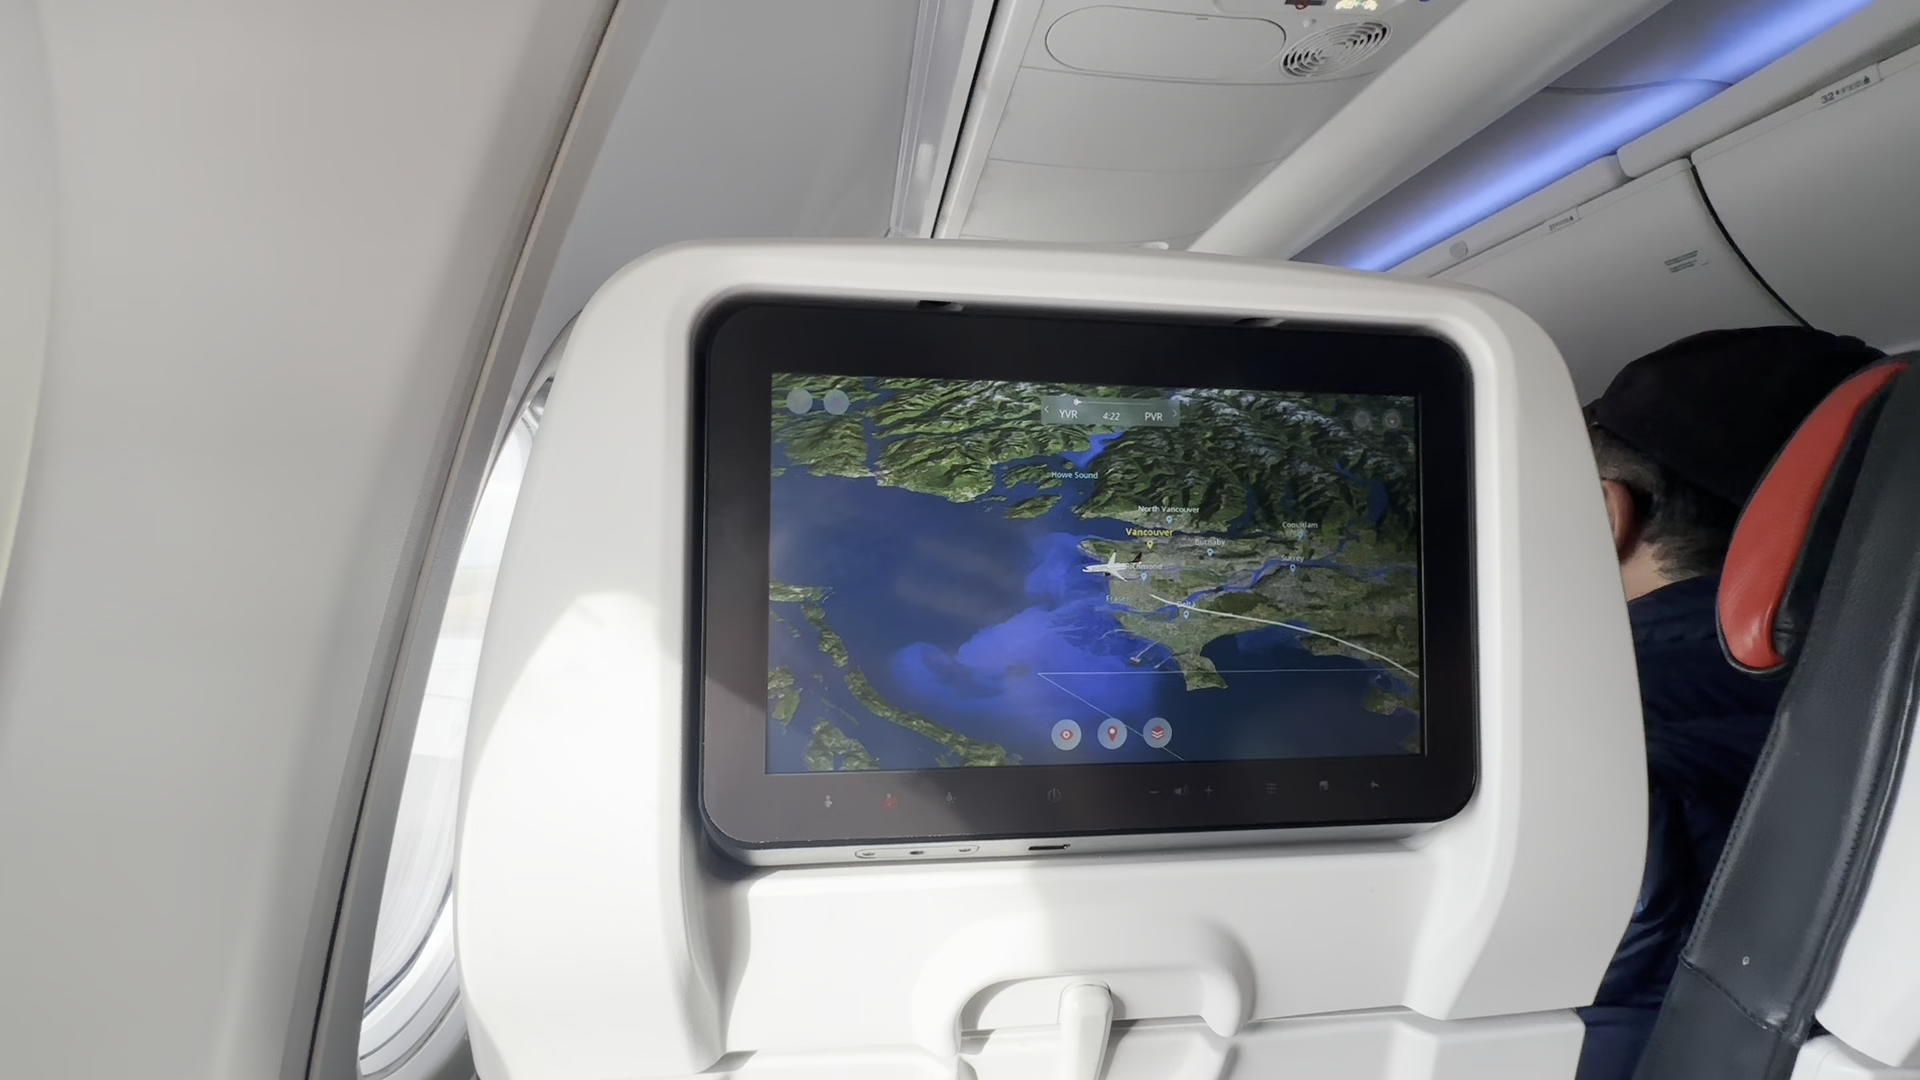 32
YVR 4:22 PVR
Howe Sound
North Vancouver
Vancouver
Coquitlam
Burnaby
Surrey
Richmond
Fraser
Delta